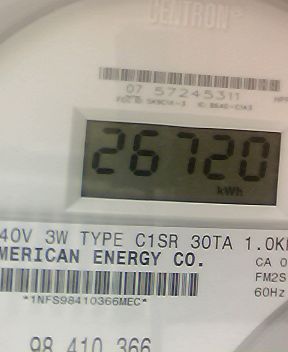 CENTRON®
07 57245311
26720
kWh
40V 3W TYPE C1SR 30TA 1.0K
MERICAN ENERGY CO.
CA 0
FM2S
60Hz
*1NFS98410366MEC*
98 410 366